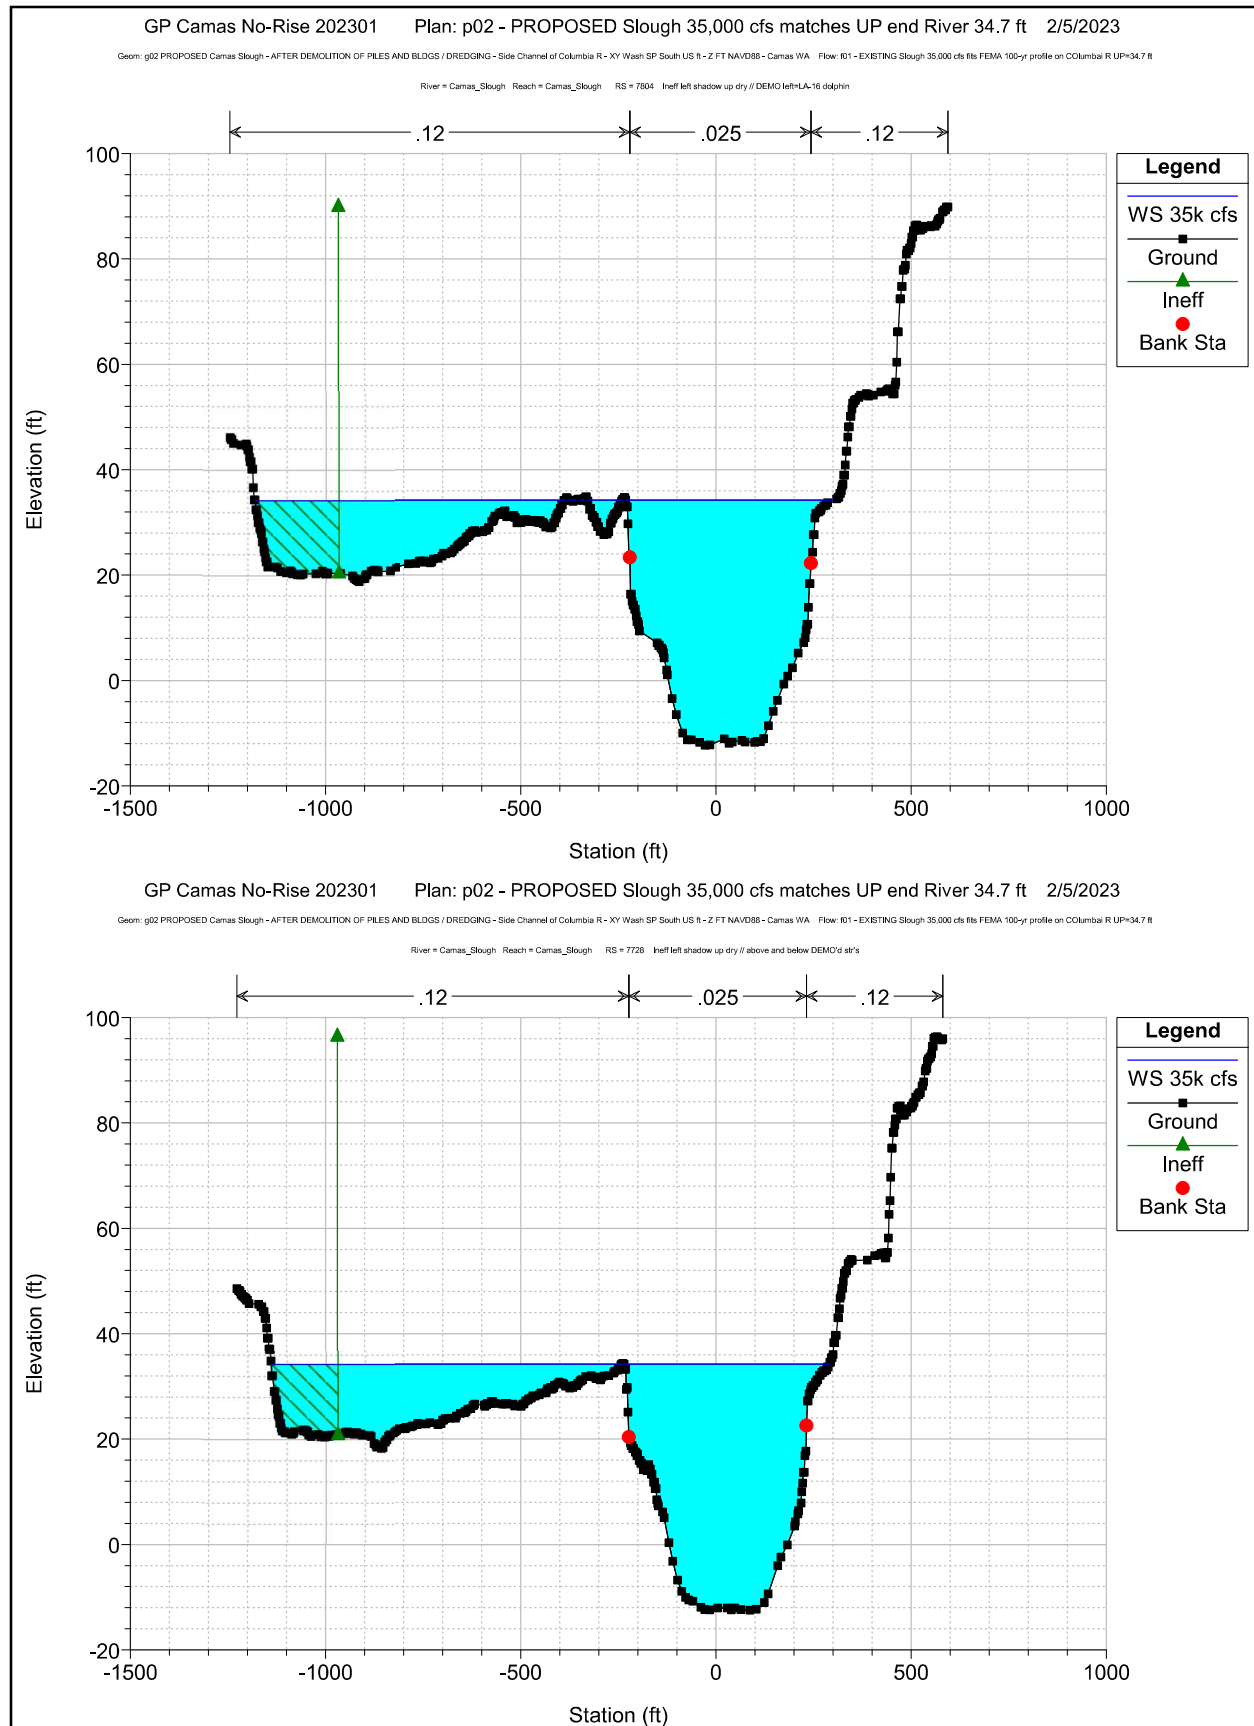 GP Camas No-Rise 202301 Plan: p02 - PROPOSED Slough 35,000 cfs matches UP end River 34.7 ft 2/5/2023
Geom: g02 PROPOSED Camas Slough - AFTER DEMOLITION OF PILES AND BLDGS / DREDGING - Side Channel of Columbia R - XY Wash SP South US ft - Z FT NAVD88 - Camas WA Flow: f01 - EXISTING Slough 35,000 cfs fits FEMA 100-yr profile on COlumbai R UP=34.7 ft
River = Camas_Slough Reach = Camas_Slough RS = 7804 Ineff left shadow up dry // DEMO left=LA-16 dolphin
.12 .025 .12
100
80
60
40
20
0
-20
Elevation (ft)
-1500 -1000 -500 0 500 1000
Station (ft)
Legend
WS 35k cfs
Ground
Ineff
Bank Sta
GP Camas No-Rise 202301 Plan: p02 - PROPOSED Slough 35,000 cfs matches UP end River 34.7 ft 2/5/2023
Geom: g02 PROPOSED Camas Slough - AFTER DEMOLITION OF PILES AND BLDGS / DREDGING - Side Channel of Columbia R - XY Wash SP South US ft - Z FT NAVD88 - Camas WA Flow: f01 - EXISTING Slough 35,000 cfs fits FEMA 100-yr profile on COlumbai R UP=34.7 ft
River = Camas_Slough Reach = Camas_Slough RS = 7728 Ineff left shadow up dry // above and below DEMO'd str's
.12 .025 .12
100
80
60
40
20
0
-20
Elevation (ft)
-1500 -1000 -500 0 500 1000
Station (ft)
Legend
WS 35k cfs
Ground
Ineff
Bank Sta